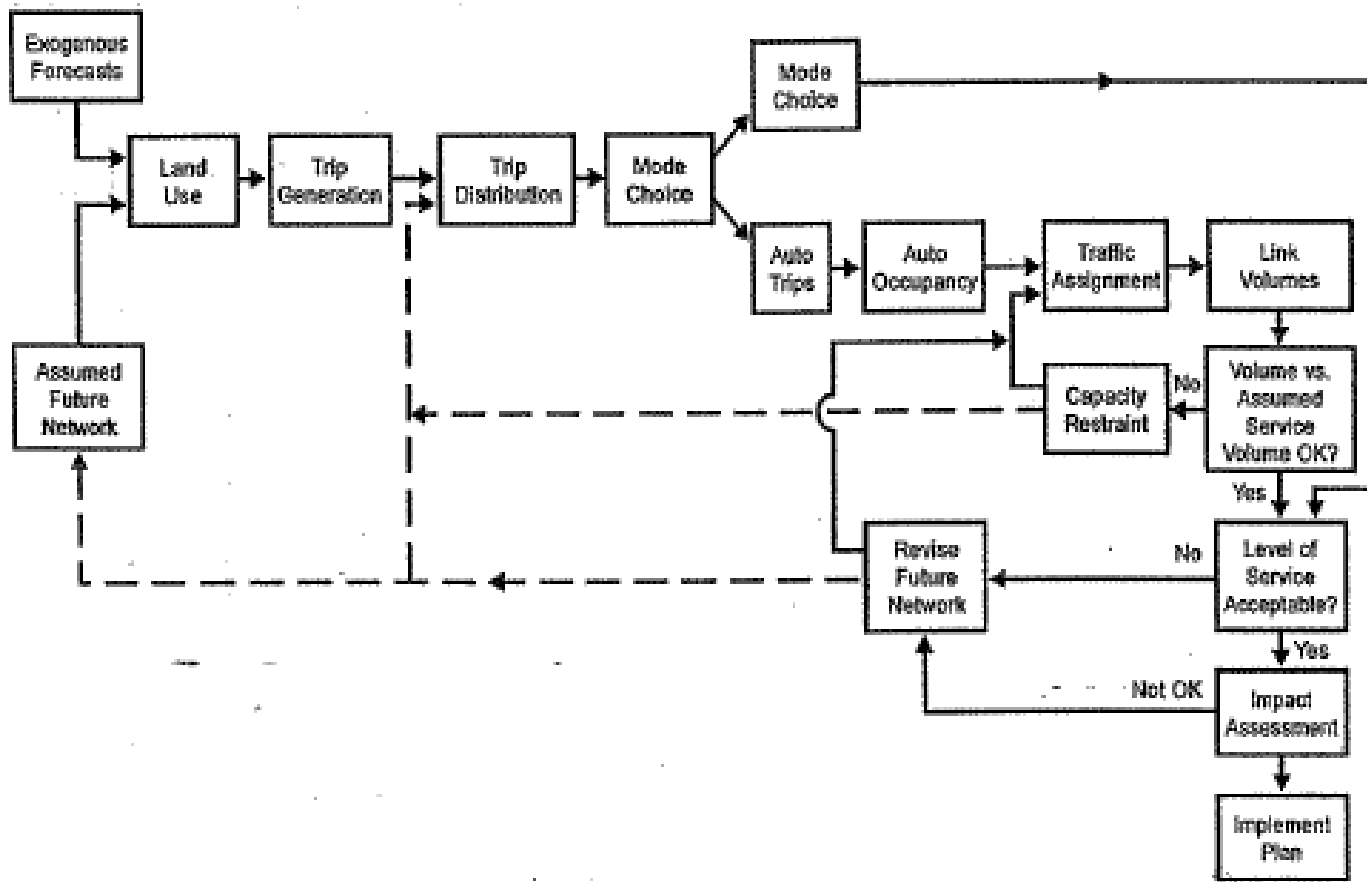 Exogenous
Forecasts
Mode
Choice
Land
Use
Trip
Generation
Trip
Distribution
Mode
Choice
Auto
Trips
Auto
Occupancy
Traffic
Assignment
Link
Volumes
Assumed
Future
Network
Capacity
Restraint
No
Volume vs.
Assumed
Service
Volume OK?
Yes
Revise
Future
Network
No
Level of
Service
Acceptable?
Yes
Not OK
Impact
Assessment
Implement
Plan